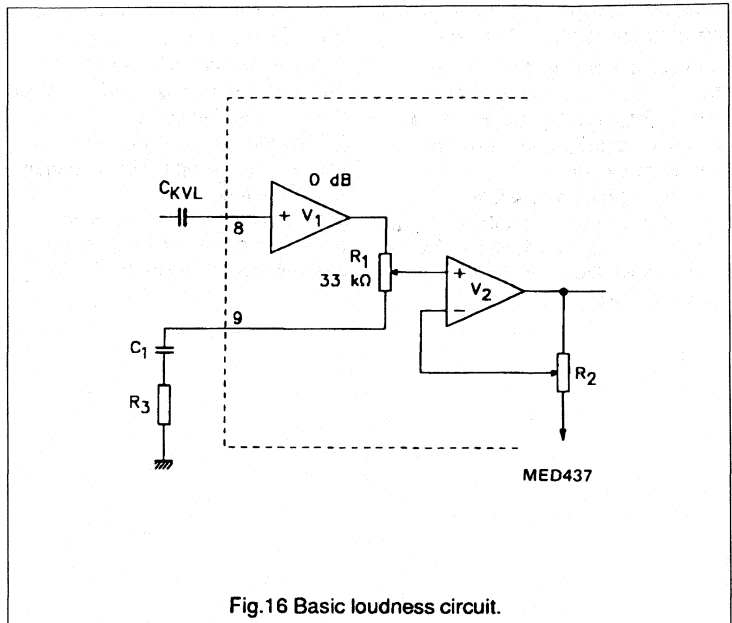 0 dB
CKVL
+ V1
8
R1
33 kΩ
+
V2
−
9
C1
R3
R2
MED437
Fig.16 Basic loudness circuit.